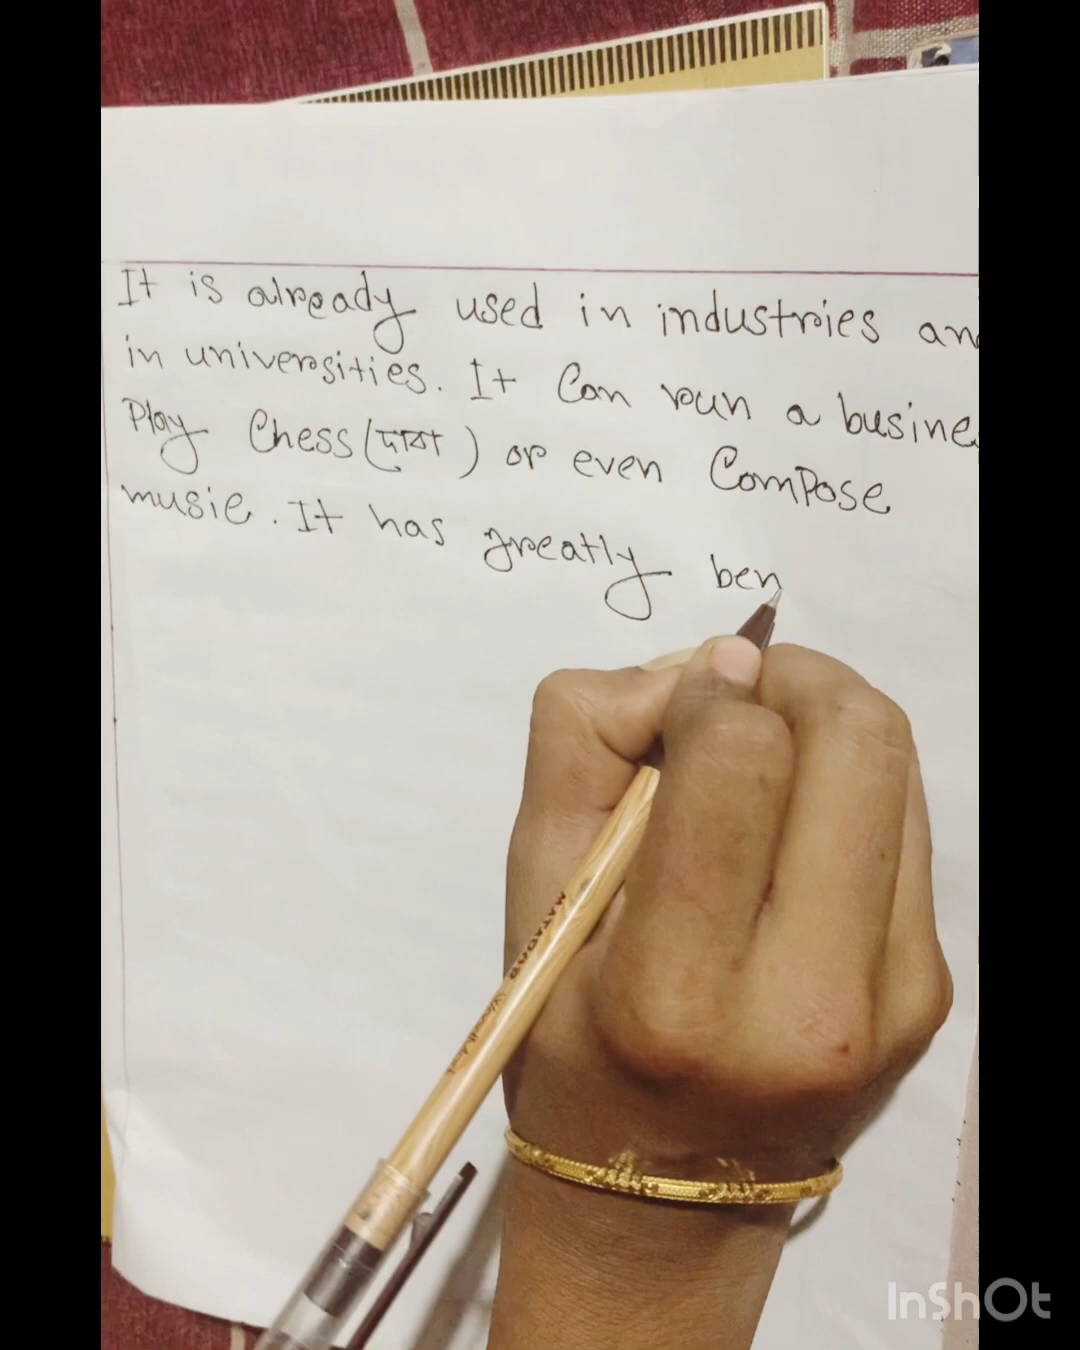 It is already used in industries an
in universities. It Can run a busine
Play Chess (দাবা) or even Compose
music. It has greatly ben
MATADOR
InShOt